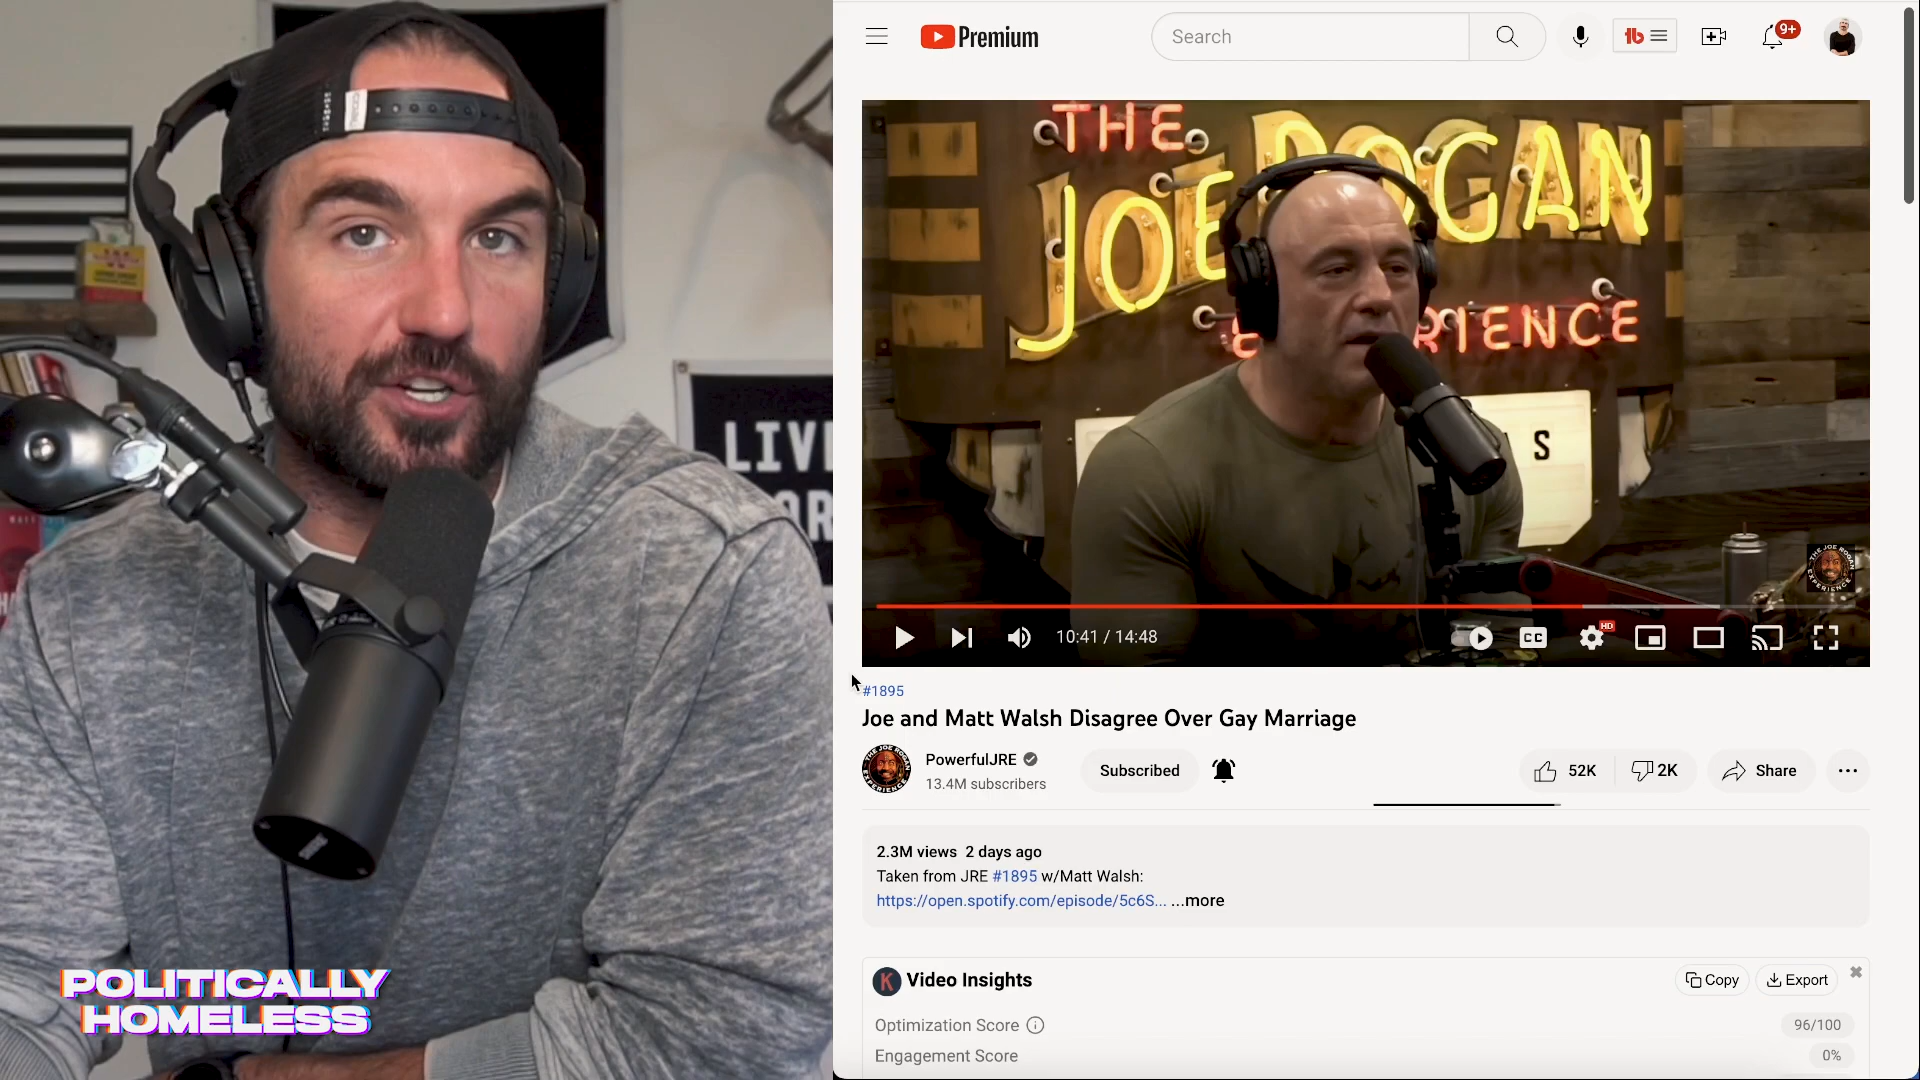 Premium
Search
9+
THE
JOE ROGAN
LIV
S
HD
10:41 / 14:48
CC
#1895
Joe and Matt Walsh Disagree Over Gay Marriage
PowerfulJRE
13.4M subscribers
Subscribed
52K
2K
Share
2.3M views 2 days ago
Taken from JRE #1895 w/Matt Walsh:
https://open.spotify.com/episode/5c6S... ...more
K Video Insights
Copy
Export
Optimization Score
96/100
Engagement Score
0%
POLITICALLY
HOMELESS